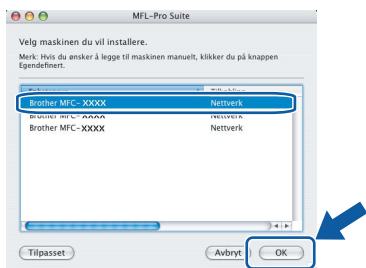 MFL-Pro Suite
Velg maskinen du vil installere.
Merk: Hvis du ønsker å legge til maskinen manuelt, klikker du på knappen
Egendefinert.
Brother MFC-XXXX Nettverk
Brother MFC-XXXX Nettverk
Brother MFC-XXXX Nettverk
Tilpasset Avbryt OK